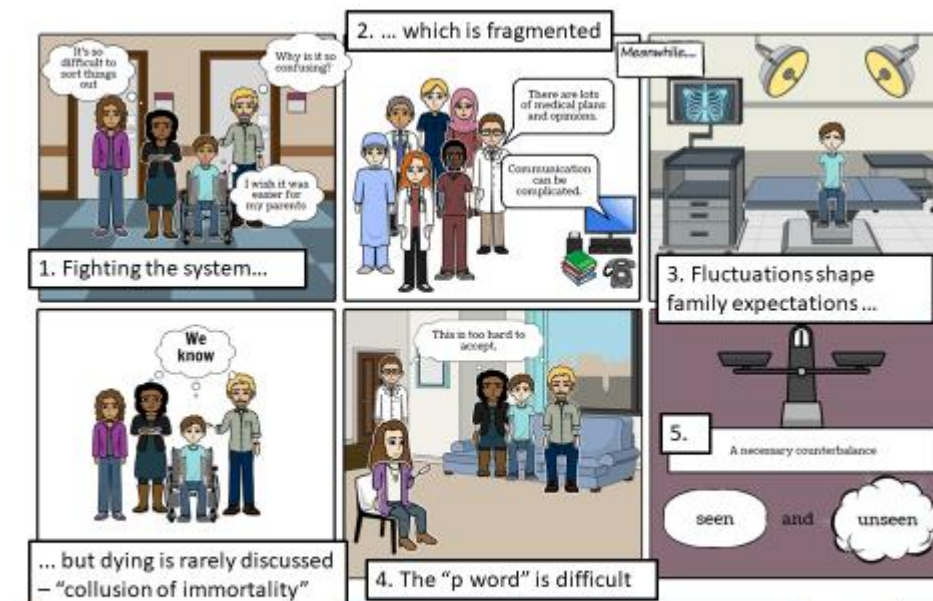 It's so
difficult to
sort things
out
Why is it so
confusing?
I wish it was
easier for
my parents
1. Fighting the system...
2. ... which is fragmented
There are lots
of medical plans
and opinions.
Communication
can be
complicated.
Meanwhile...
3. Fluctuations shape
family expectations ...
We
know
... but dying is rarely discussed
– “collusion of immortality”
This is too hard to
accept.
4. The “p word” is difficult
5.
A necessary counterbalance
seen
and
unseen